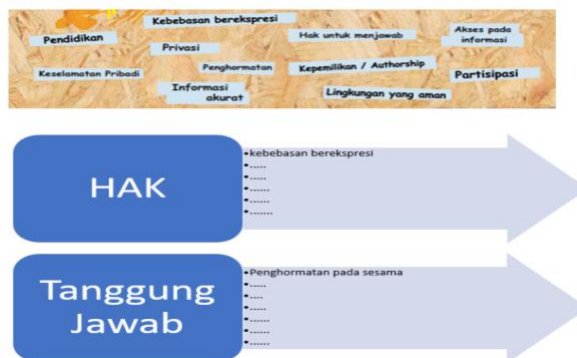 Kebebasan berekspresi
Pendidikan
Hak untuk menjawab
Akses pada
informasi
Privasi
Keselamatan Pribadi
Penghormatan
Kepemilikan / Authorship
Partisipasi
Informasi
akurat
Lingkungan yang aman
HAK
•kebebasan berekspresi
•.....
•.....
•......
•......
•.......
Tanggung
Jawab
•Penghormatan pada sesama
•.....
•....
•.....
•......
•......
•......